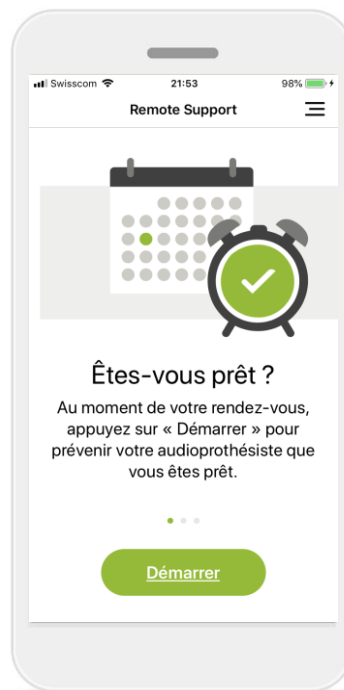 Swisscom 21:53 98%
Remote Support
Êtes-vous prêt ?
Au moment de votre rendez-vous,
appuyez sur « Démarrer » pour
prévenir votre audioprothésiste que
vous êtes prêt.
Démarrer